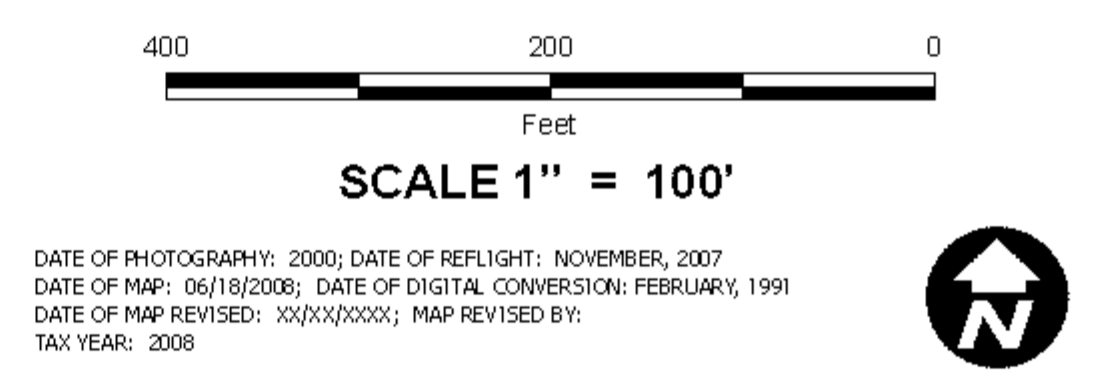 400 200 0
Feet
SCALE 1" = 100'
DATE OF PHOTOGRAPHY: 2000; DATE OF REFLIGHT: NOVEMBER, 2007
DATE OF MAP: 06/18/2008; DATE OF DIGITAL CONVERSION: FEBRUARY, 1991
DATE OF MAP REVISED: XX/XX/XXXX; MAP REVISED BY:
TAX YEAR: 2008
N